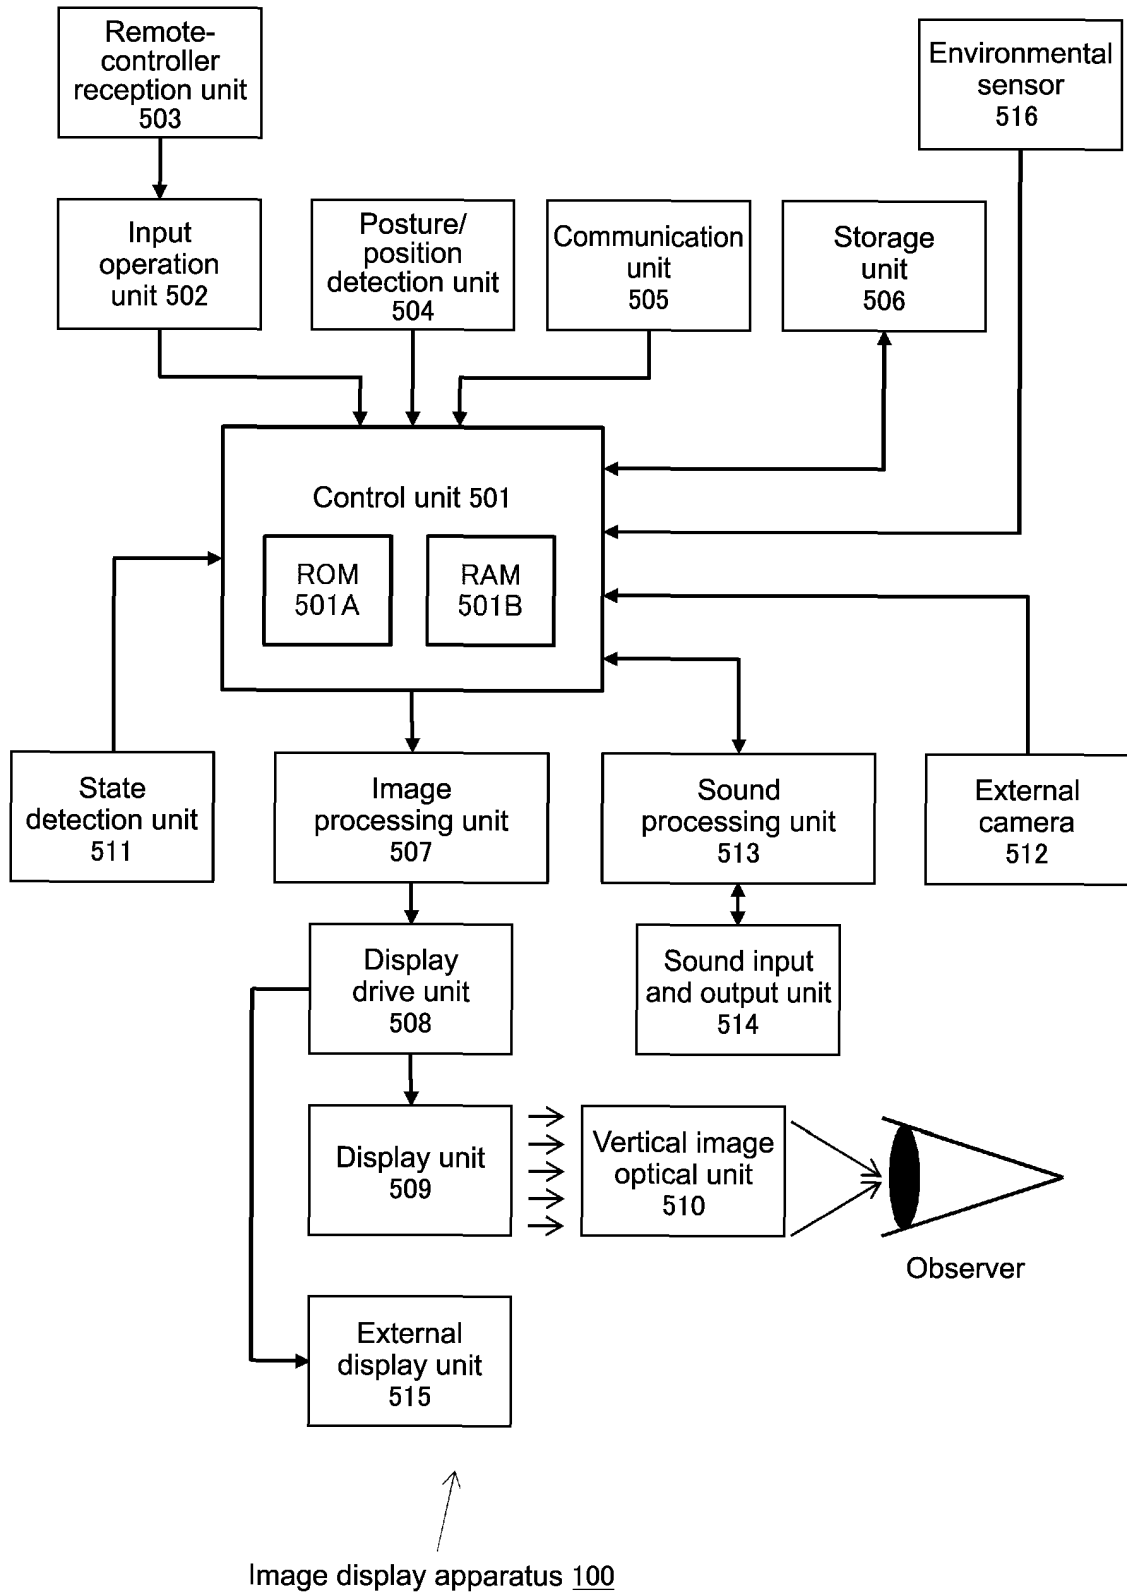 Remote-
controller
reception unit
503
Environmental
sensor
516
Input
operation
unit 502
Posture/
position
detection unit
504
Communication
unit
505
Storage
unit
506
Control unit 501
ROM
501A
RAM
501B
State
detection unit
511
Image
processing unit
507
Sound
processing unit
513
External
camera
512
Display
drive unit
508
Sound input
and output unit
514
Display unit
509
Vertical image
optical unit
510
Observer
External
display unit
515
Image display apparatus 100